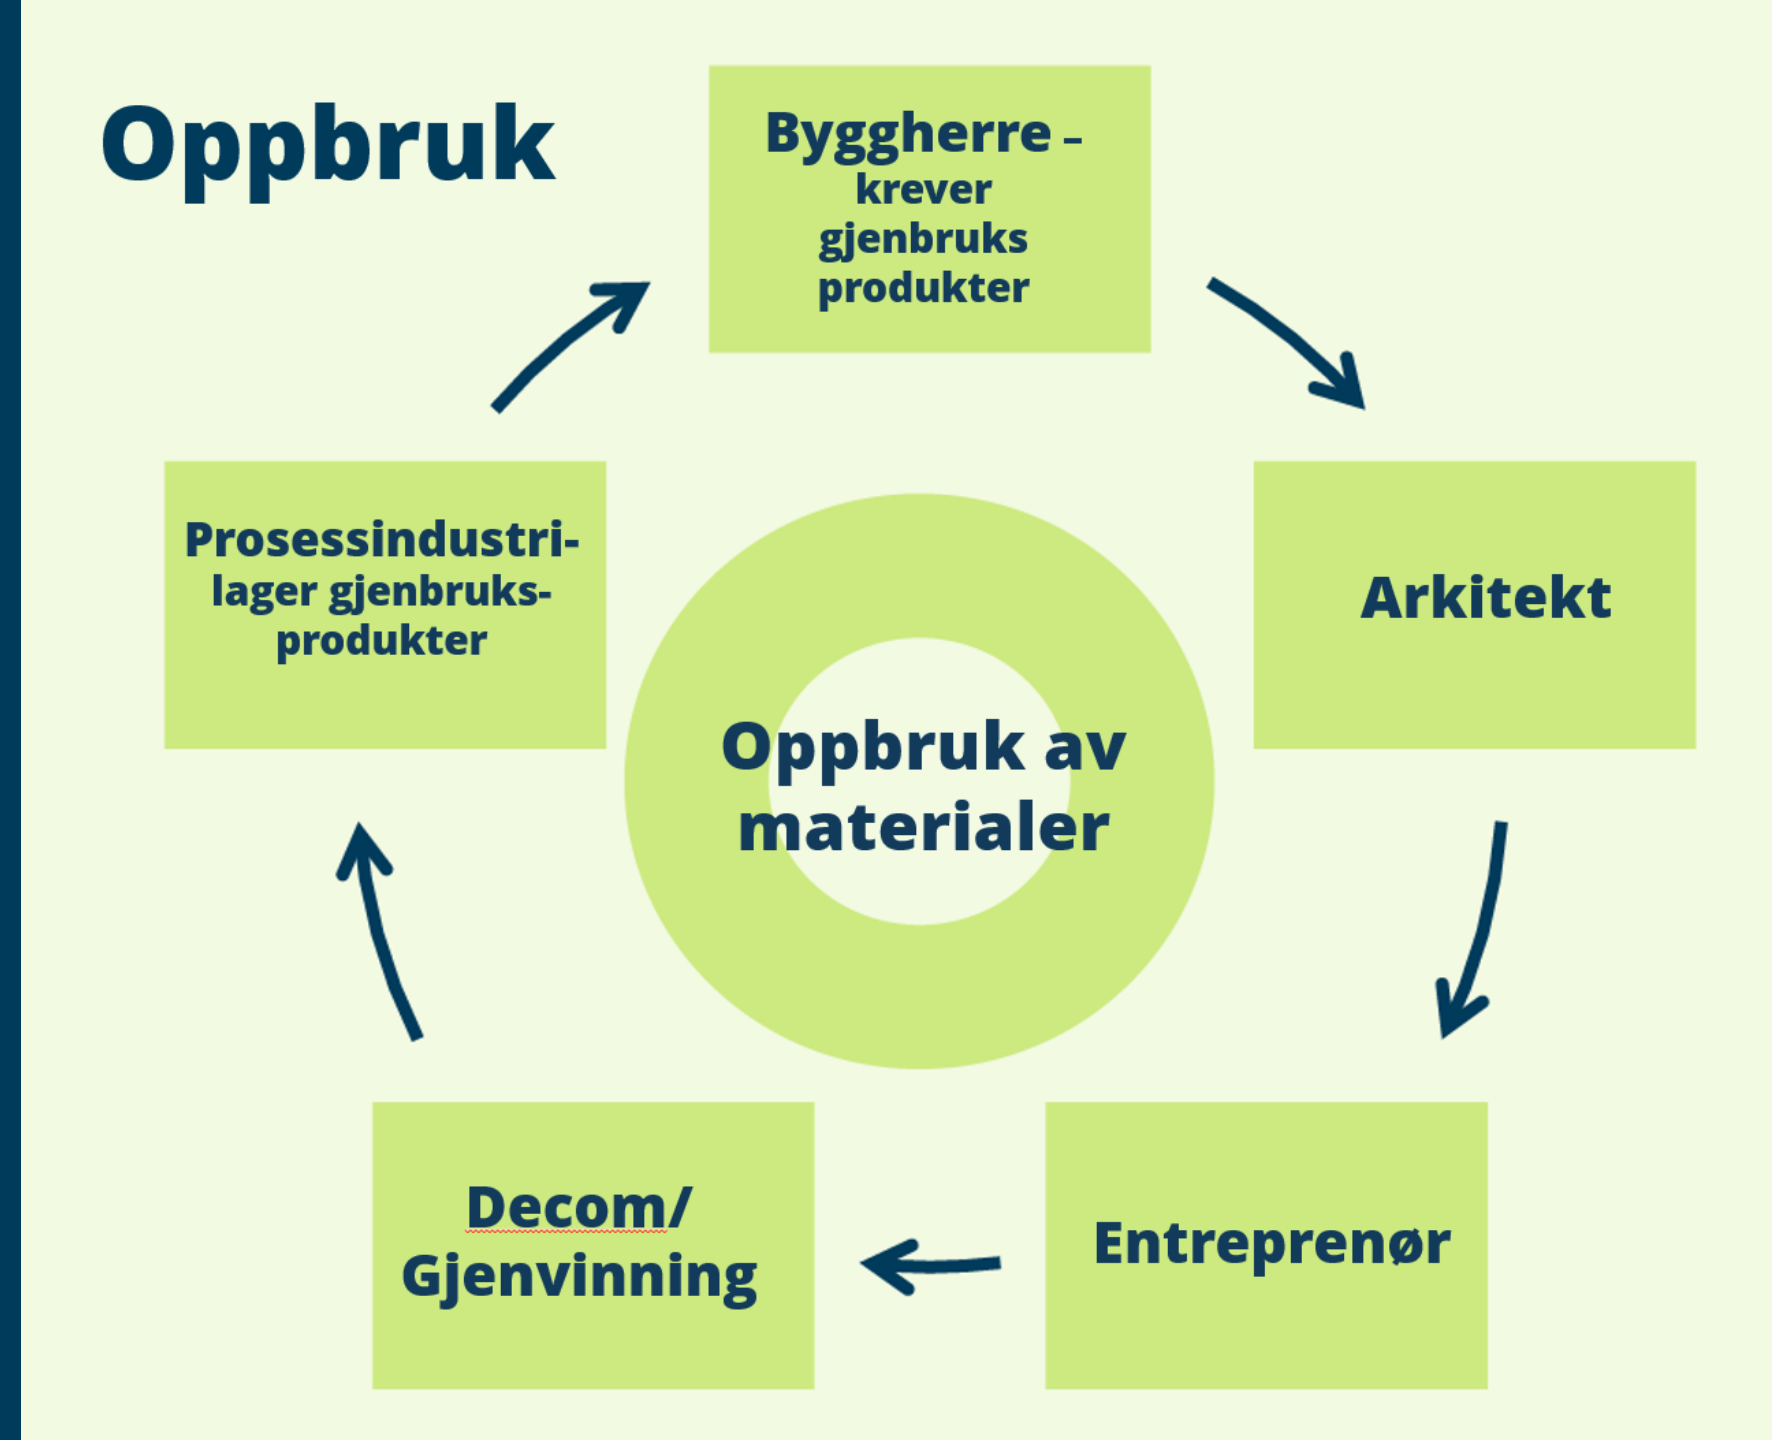 Oppbruk
Byggherre –
krever
gjenbruks
produkter
Arkitekt
Entreprenør
Decom/
Gjenvinning
Prosessindustri-
lager gjenbruks-
produkter
Oppbruk av
materialer